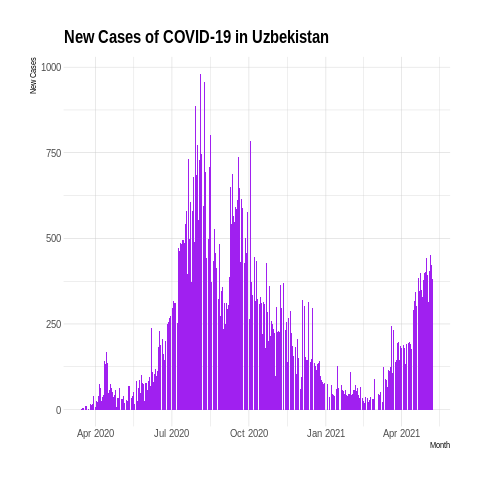 New Cases of COVID-19 in Uzbekistan
New Cases
1000
750
500
250
0
Apr 2020 Jul 2020 Oct 2020 Jan 2021 Apr 2021
Month